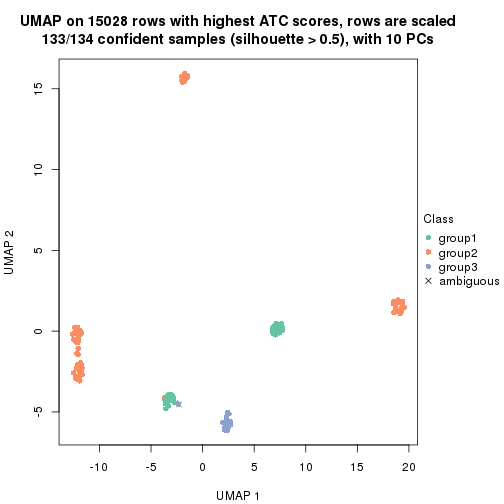 UMAP on 15028 rows with highest ATC scores, rows are scaled
133/134 confident samples (silhouette > 0.5), with 10 PCs
15
10
5
0
-5
UMAP 2
-10
-5
0
5
10
15
20
UMAP 1
Class
group1
group2
group3
ambiguous